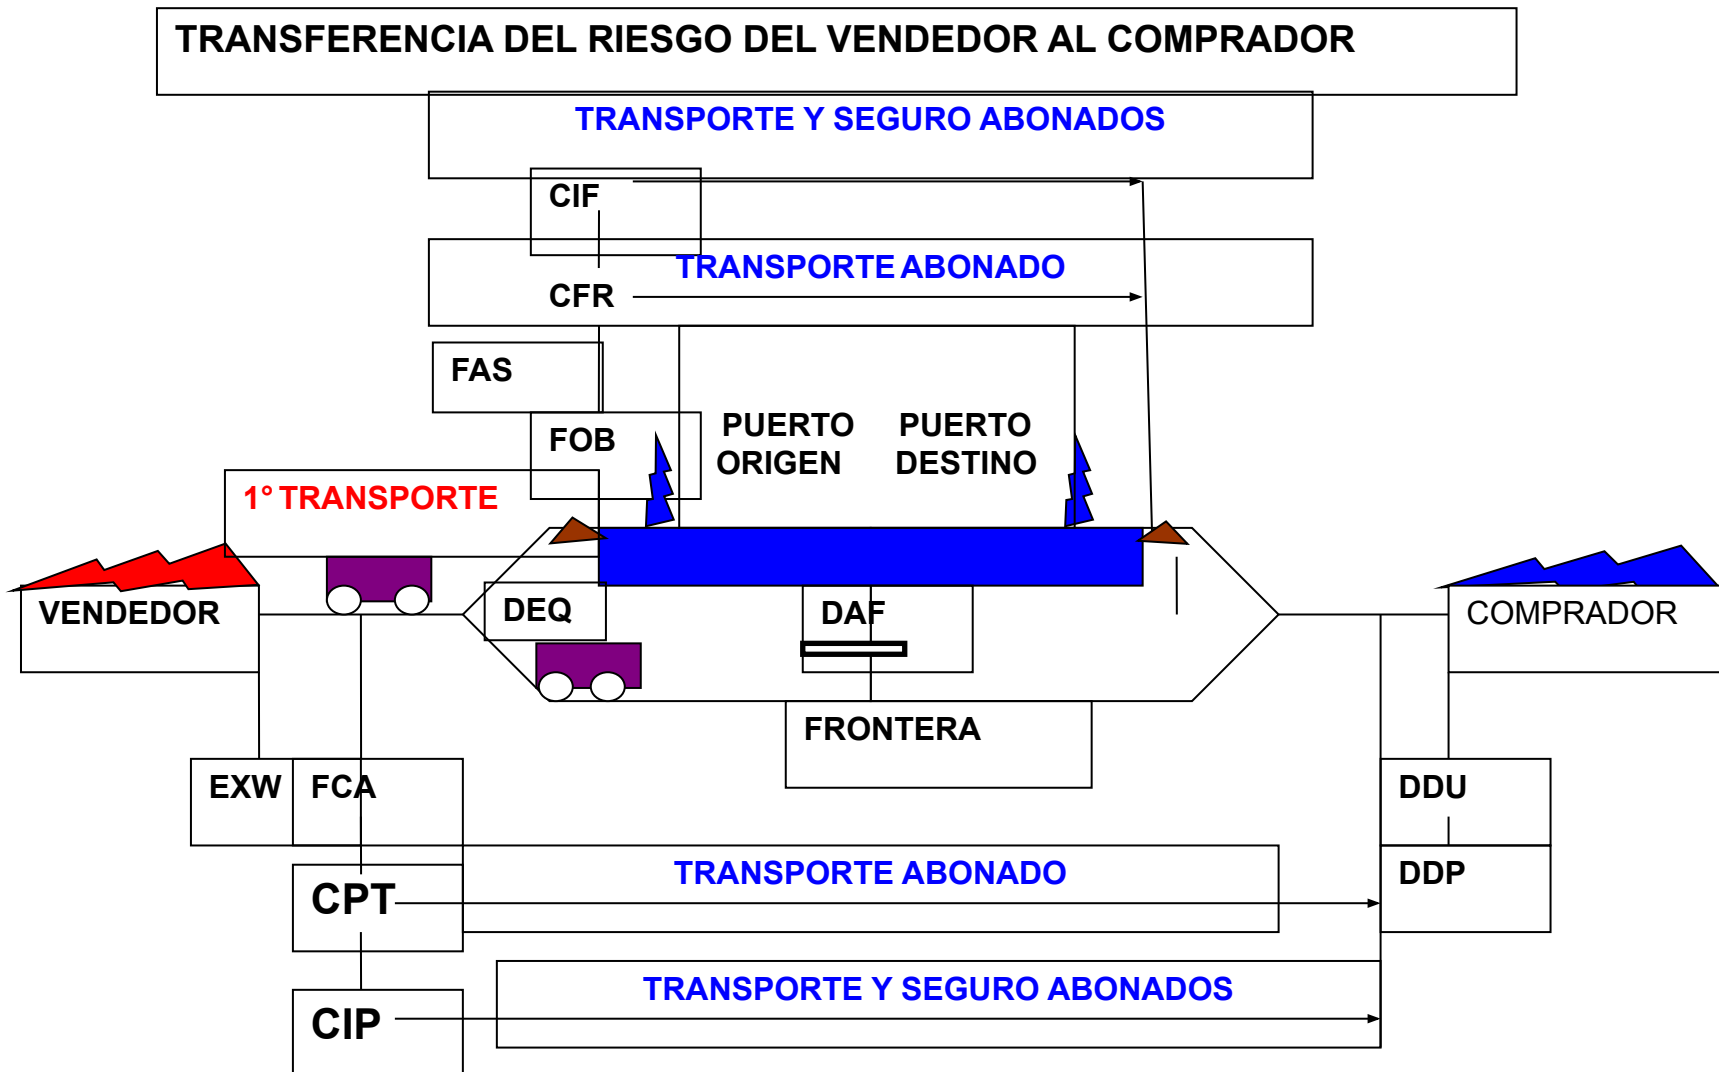 TRANSFERENCIA DEL RIESGO DEL VENDEDOR AL COMPRADOR
TRANSPORTE Y SEGURO ABONADOS
CIF
TRANSPORTE ABONADO
CFR
FAS
FOB
PUERTO
ORIGEN
PUERTO
DESTINO
1° TRANSPORTE
VENDEDOR
DEQ
DAF
COMPRADOR
FRONTERA
EXW
FCA
DDU
TRANSPORTE ABONADO
CPT
DDP
TRANSPORTE Y SEGURO ABONADOS
CIP